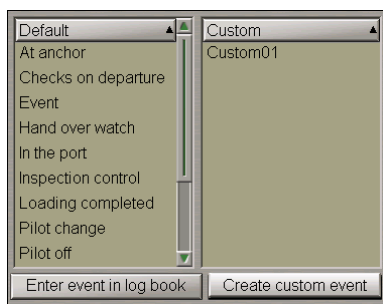 Default
At anchor
Checks on departure
Event
Hand over watch
In the port
Inspection control
Loading completed
Pilot change
Pilot off
Custom
Custom01
Enter event in log book
Create custom event